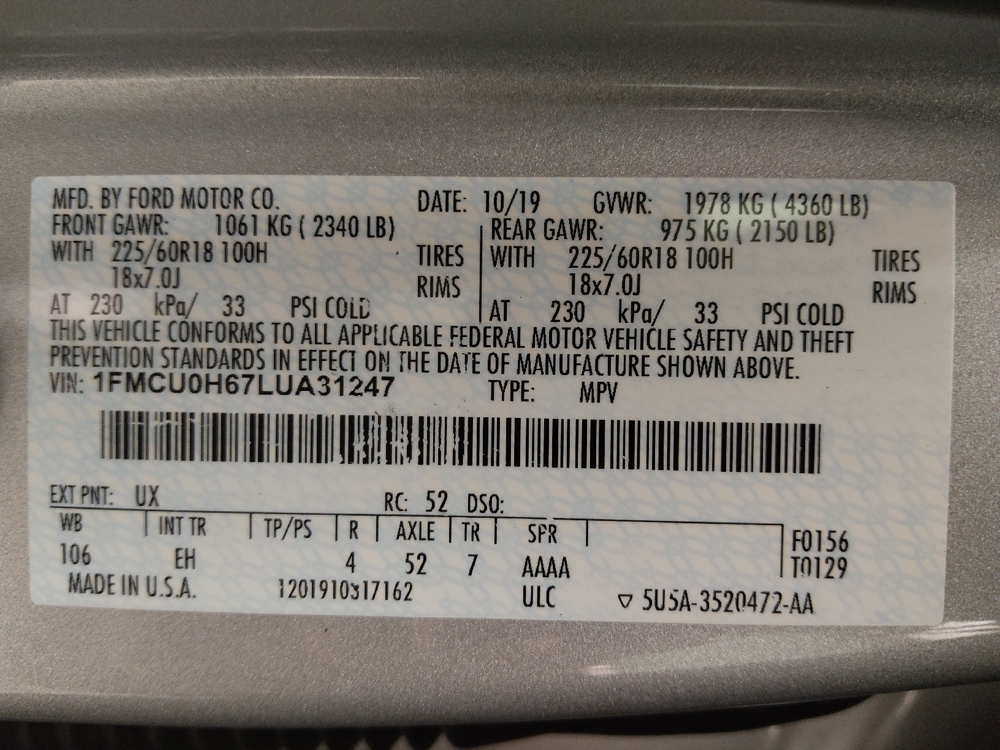 MFD. BY FORD MOTOR CO. DATE: 10/19 GVWR: 1978 KG ( 4360 LB)
FRONT GAWR: 1061 KG ( 2340 LB) REAR GAWR: 975 KG ( 2150 LB)
WITH 225/60R18 100H TIRES WITH 225/60R18 100H TIRES
18x7.0J RIMS 18x7.0J RIMS
AT 230 kPa/ 33 PSI COLD AT 230 kPa/ 33 PSI COLD
THIS VEHICLE CONFORMS TO ALL APPLICABLE FEDERAL MOTOR VEHICLE SAFETY AND THEFT
PREVENTION STANDARDS IN EFFECT ON THE DATE OF MANUFACTURE SHOWN ABOVE.
VIN: 1FMCU0H67LUA31247 TYPE: MPV
EXT PNT: UX RC: 52 DSO:
WB INT TR TP/PS R AXLE TR SPR F0156
106 EH 4 52 7 AAAA T0129
MADE IN U.S.A. 1201910317162 ULC ▽ 5U5A-3520472-AA